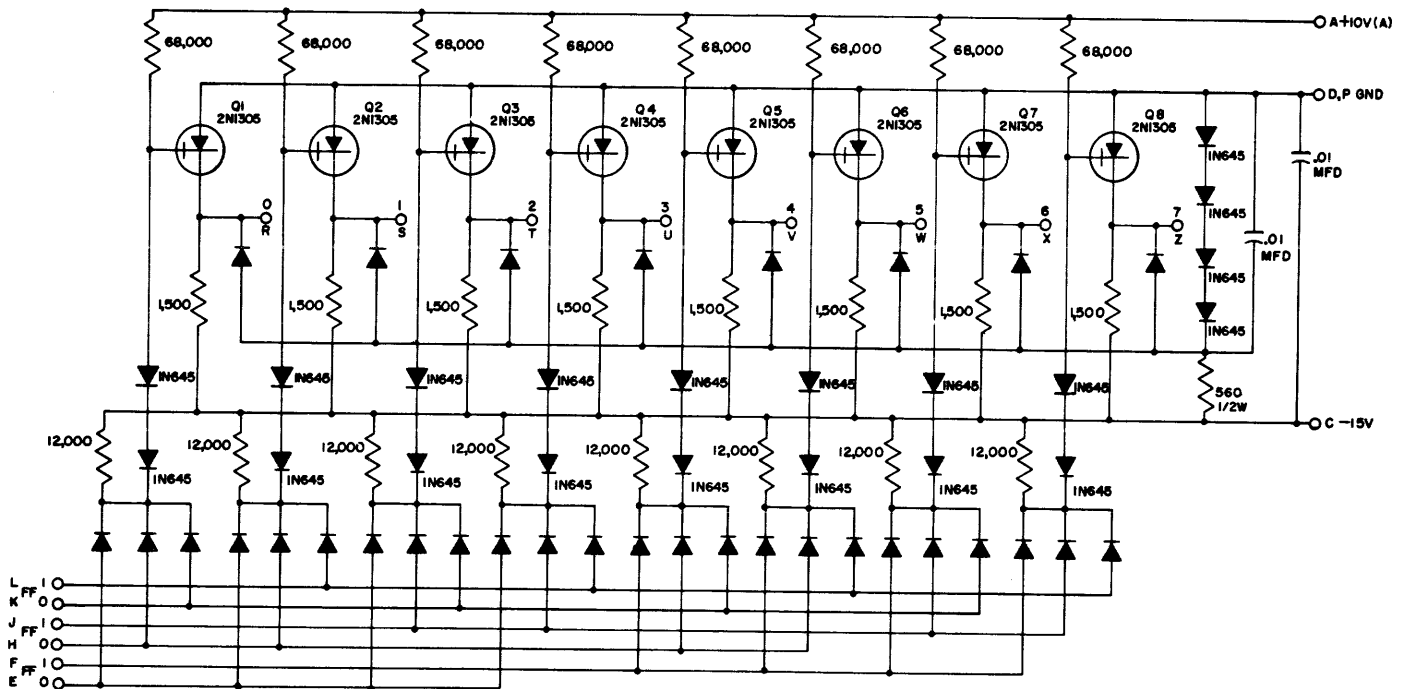 A+10V(A)
68,000 68,000 68,000 68,000 68,000 68,000 68,000 68,000
D,P GND
Q1 Q2 Q3 Q4 Q5 Q6 Q7 Q8
2N1305 2N1305 2N1305 2N1305 2N1305 2N1305 2N1305 2N1305
1N645
.01
MFD
1N645
0 1 2 3 4 5 6 7
R S T U V W X Z
.01
MFD
1N645
1,500 1,500 1,500 1,500 1,500 1,500 1,500 1,500
1N645
1N645 1N645 1N645 1N645 1N645 1N645 1N645 1N645
560
1/2W
C -15V
12,000 12,000 12,000 12,000 12,000 12,000 12,000 12,000
1N645 1N645 1N645 1N645 1N645 1N645 1N645 1N645
L FF 1
K 0
J FF 1
H 0
F FF 1
E 0